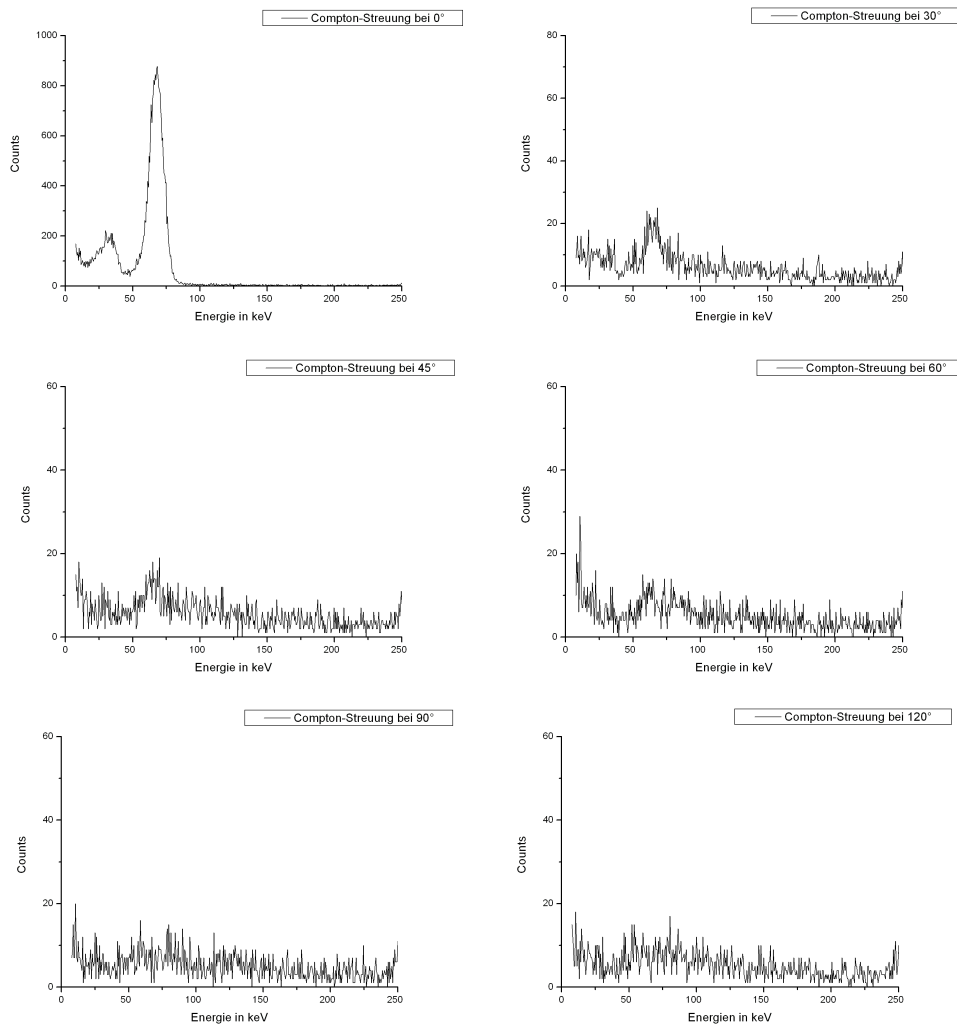 Compton-Streuung bei 0°
1000
800
600
400
200
0
Counts
0 50 100 150 200 250
Energie in keV
Compton-Streuung bei 30°
80
60
40
20
0
Counts
0 50 100 150 200 250
Energie in keV
Compton-Streuung bei 45°
60
40
20
0
Counts
0 50 100 150 200 250
Energie in keV
Compton-Streuung bei 60°
60
40
20
0
Counts
0 50 100 150 200 250
Energie in keV
Compton-Streuung bei 90°
60
40
20
0
Counts
0 50 100 150 200 250
Energie in keV
Compton-Streuung bei 120°
60
40
20
0
Counts
0 50 100 150 200 250
Energien in keV